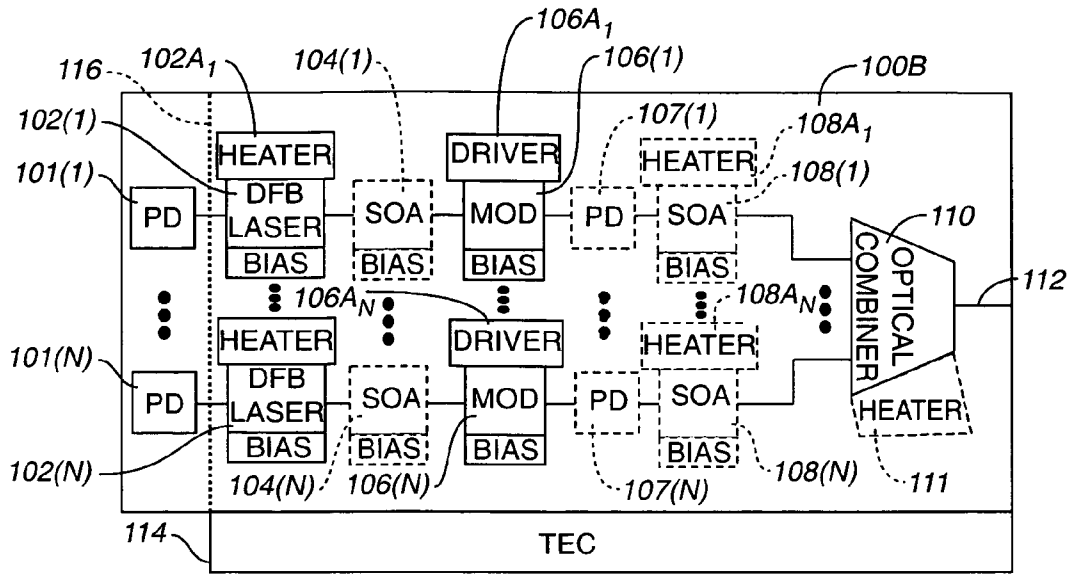 106A1
102A1
104(1)
106(1)
116
100B
102(1)
107(1)
108A1
HEATER
DRIVER
HEATER
108(1)
101(1)
DFB
LASER
SOA
MOD
PD
SOA
110
PD
BIAS
BIAS
BIAS
BIAS
OPTICAL
COMBINER
112
106AN
108AN
HEATER
DRIVER
HEATER
101(N)
DFB
LASER
SOA
MOD
PD
SOA
PD
HEATER
BIAS
BIAS
BIAS
BIAS
102(N)
104(N)
106(N)
107(N)
108(N)
111
114
TEC